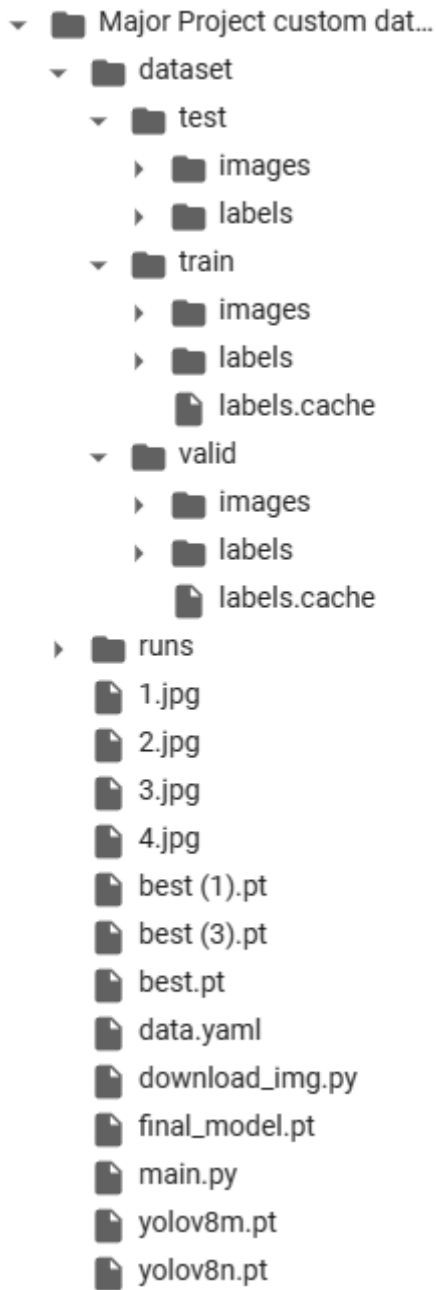 Major Project custom dat...
dataset
test
images
labels
train
images
labels
labels.cache
valid
images
labels
labels.cache
runs
1.jpg
2.jpg
3.jpg
4.jpg
best (1).pt
best (3).pt
best.pt
data.yaml
download_img.py
final_model.pt
main.py
yolov8m.pt
yolov8n.pt